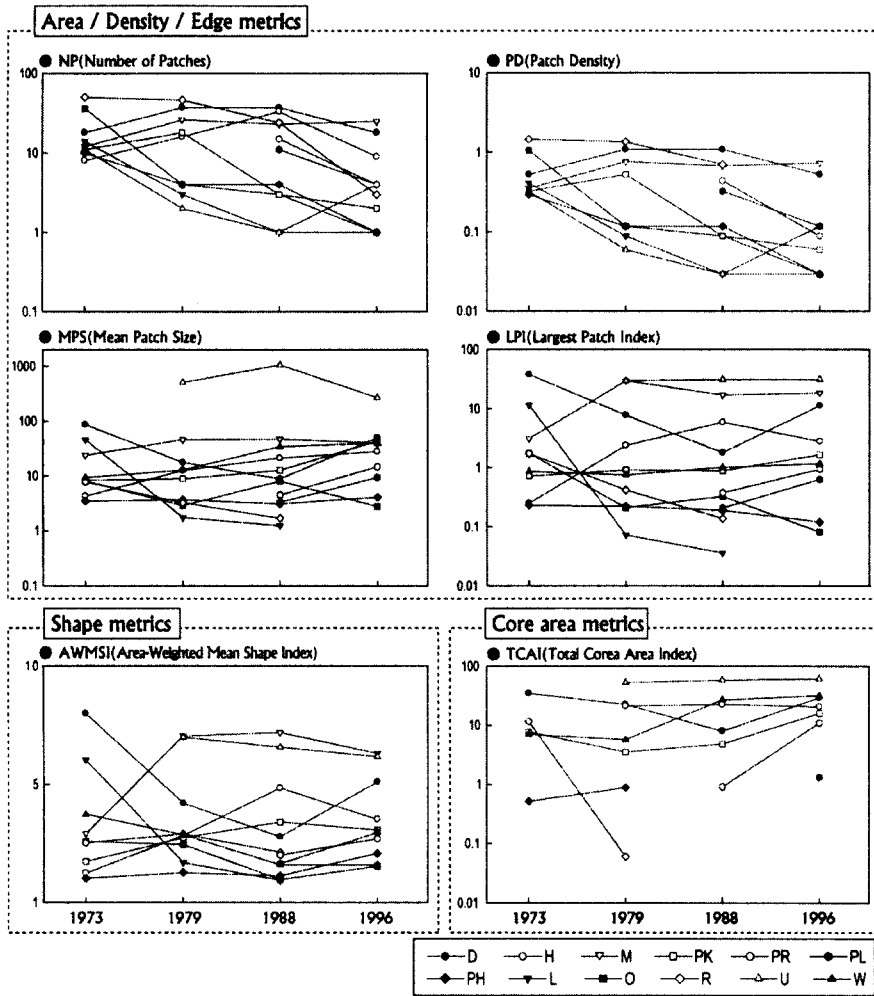 Area / Density / Edge metrics
● NP(Number of Patches)
100
10
1
0.1
● PD(Patch Density)
10
1
0.1
0.01
● MPS(Mean Patch Size)
1000
100
10
1
0.1
● LPI(Largest Patch Index)
100
10
1
0.1
0.01
Shape metrics
● AWMSI(Area-Weighted Mean Shape Index)
10
5
1
1973 1979 1988 1996
Core area metrics
● TCAI(Total Corea Area Index)
100
10
1
0.1
0.01
1973 1979 1988 1996
D H M PK PR PL
PH L O R U W